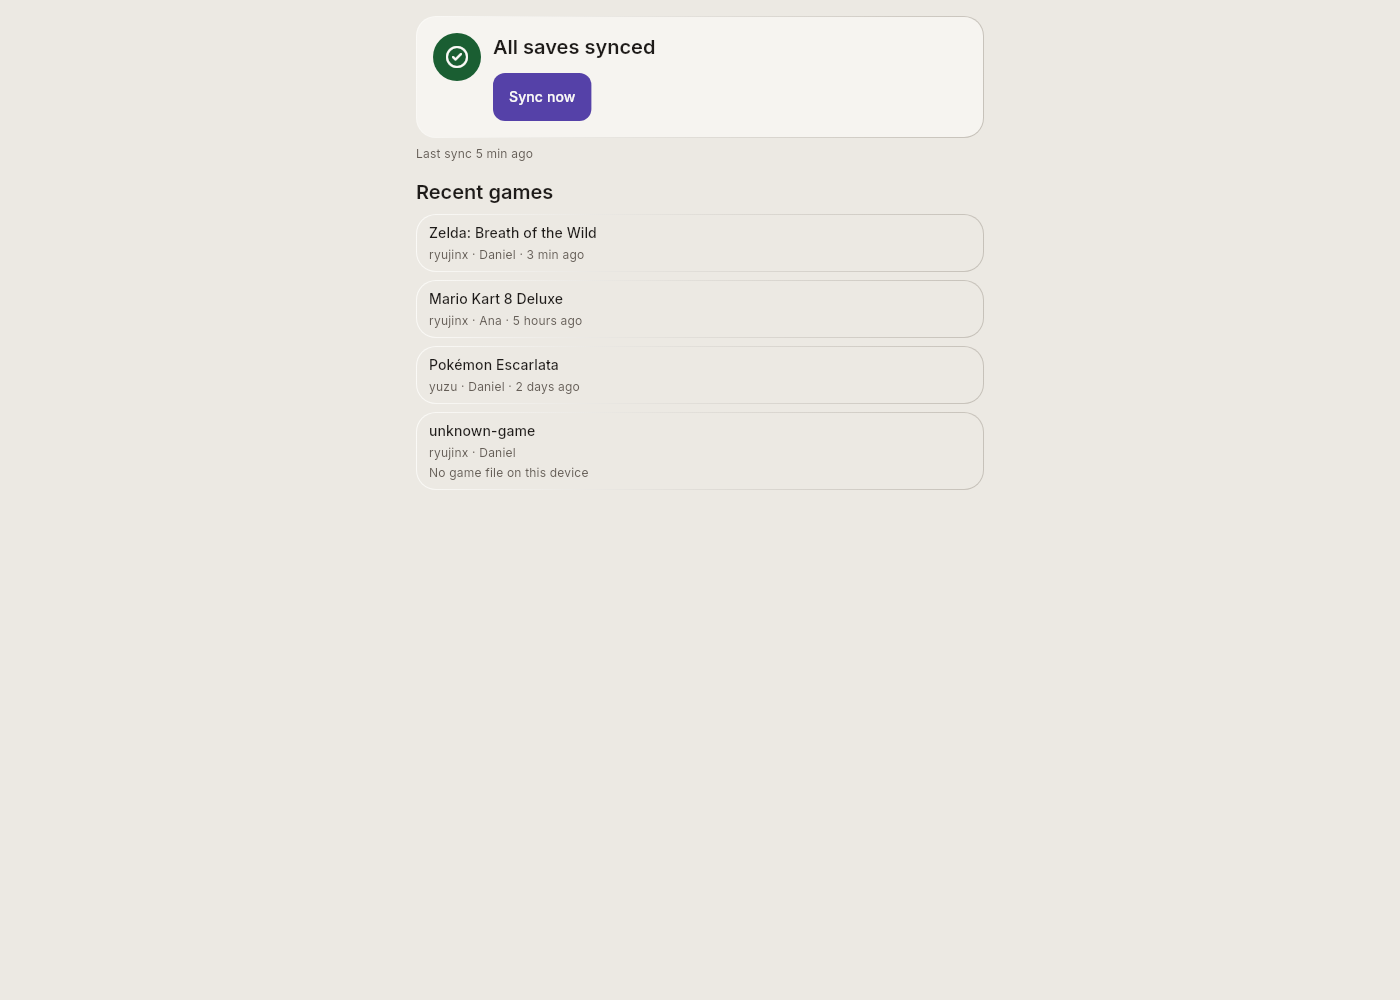 All saves synced
Sync now
Last sync 5 min ago
Recent games
Zelda: Breath of the Wild
ryujinx · Daniel · 3 min ago
Mario Kart 8 Deluxe
ryujinx · Ana · 5 hours ago
Pokémon Escarlata
yuzu · Daniel · 2 days ago
unknown-game
ryujinx · Daniel
No game file on this device